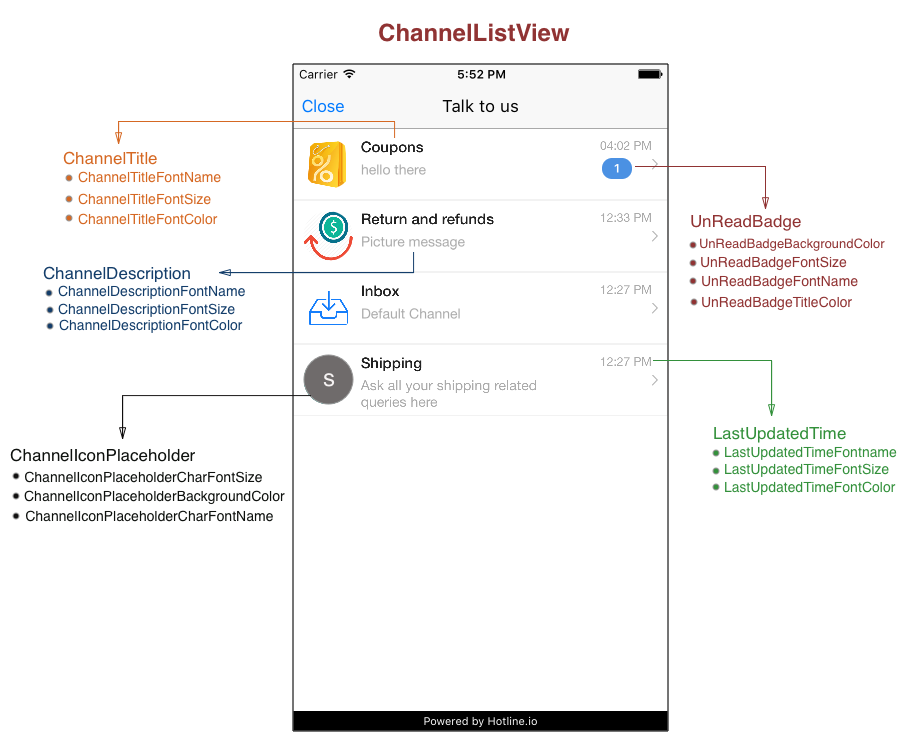 ChannelListView
Carrier 5:52 PM
Close Talk to us
Coupons 04:02 PM
hello there 1
Return and refunds 12:33 PM
Picture message
Inbox 12:27 PM
Default Channel
Shipping 12:27 PM
S
Ask all your shipping related
queries here
Powered by Hotline.io
ChannelTitle
ChannelTitleFontName
ChannelTitleFontSize
ChannelTitleFontColor
ChannelDescription
ChannelDescriptionFontName
ChannelDescriptionFontSize
ChannelDescriptionFontColor
ChannelIconPlaceholder
ChannelIconPlaceholderCharFontSize
ChannelIconPlaceholderBackgroundColor
ChannelIconPlaceholderCharFontName
UnReadBadge
UnReadBadgeBackgroundColor
UnReadBadgeFontSize
UnReadBadgeFontName
UnReadBadgeTitleColor
LastUpdatedTime
LastUpdatedTimeFontname
LastUpdatedTimeFontSize
LastUpdatedTimeFontColor